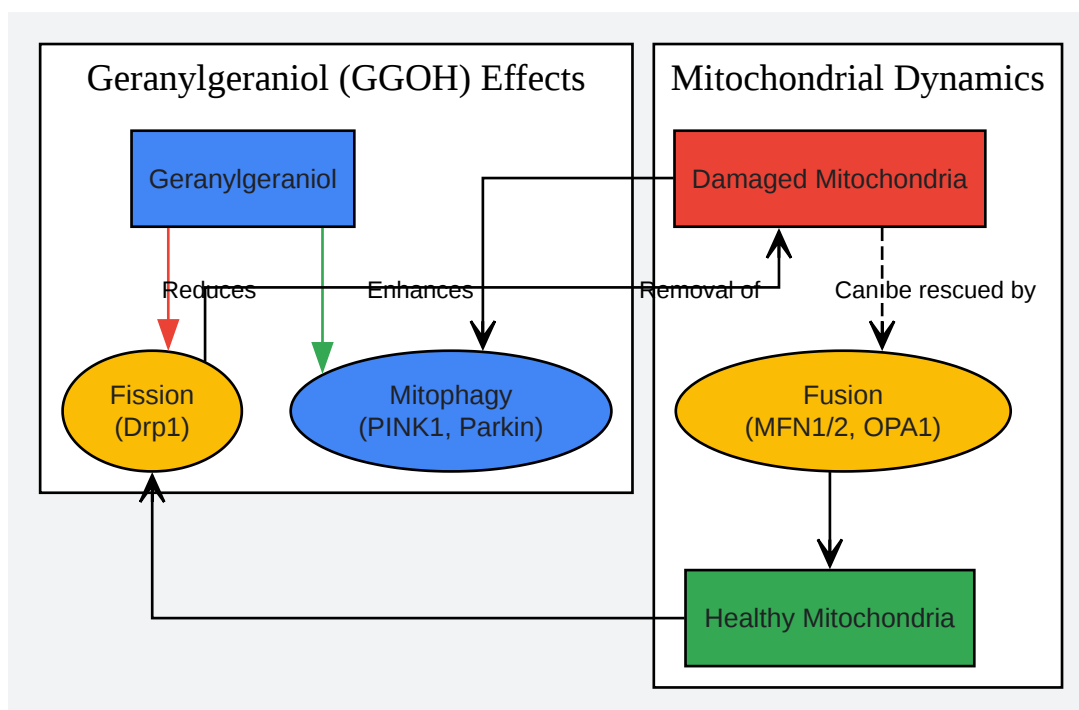 Geranylgeraniol (GGOH) Effects
Mitochondrial Dynamics
Geranylgeraniol
Damaged Mitochondria
Reduces
Enhances
Removal of
Can be rescued by
Fission
(Drp1)
Mitophagy
(PINK1, Parkin)
Fusion
(MFN1/2, OPA1)
Healthy Mitochondria